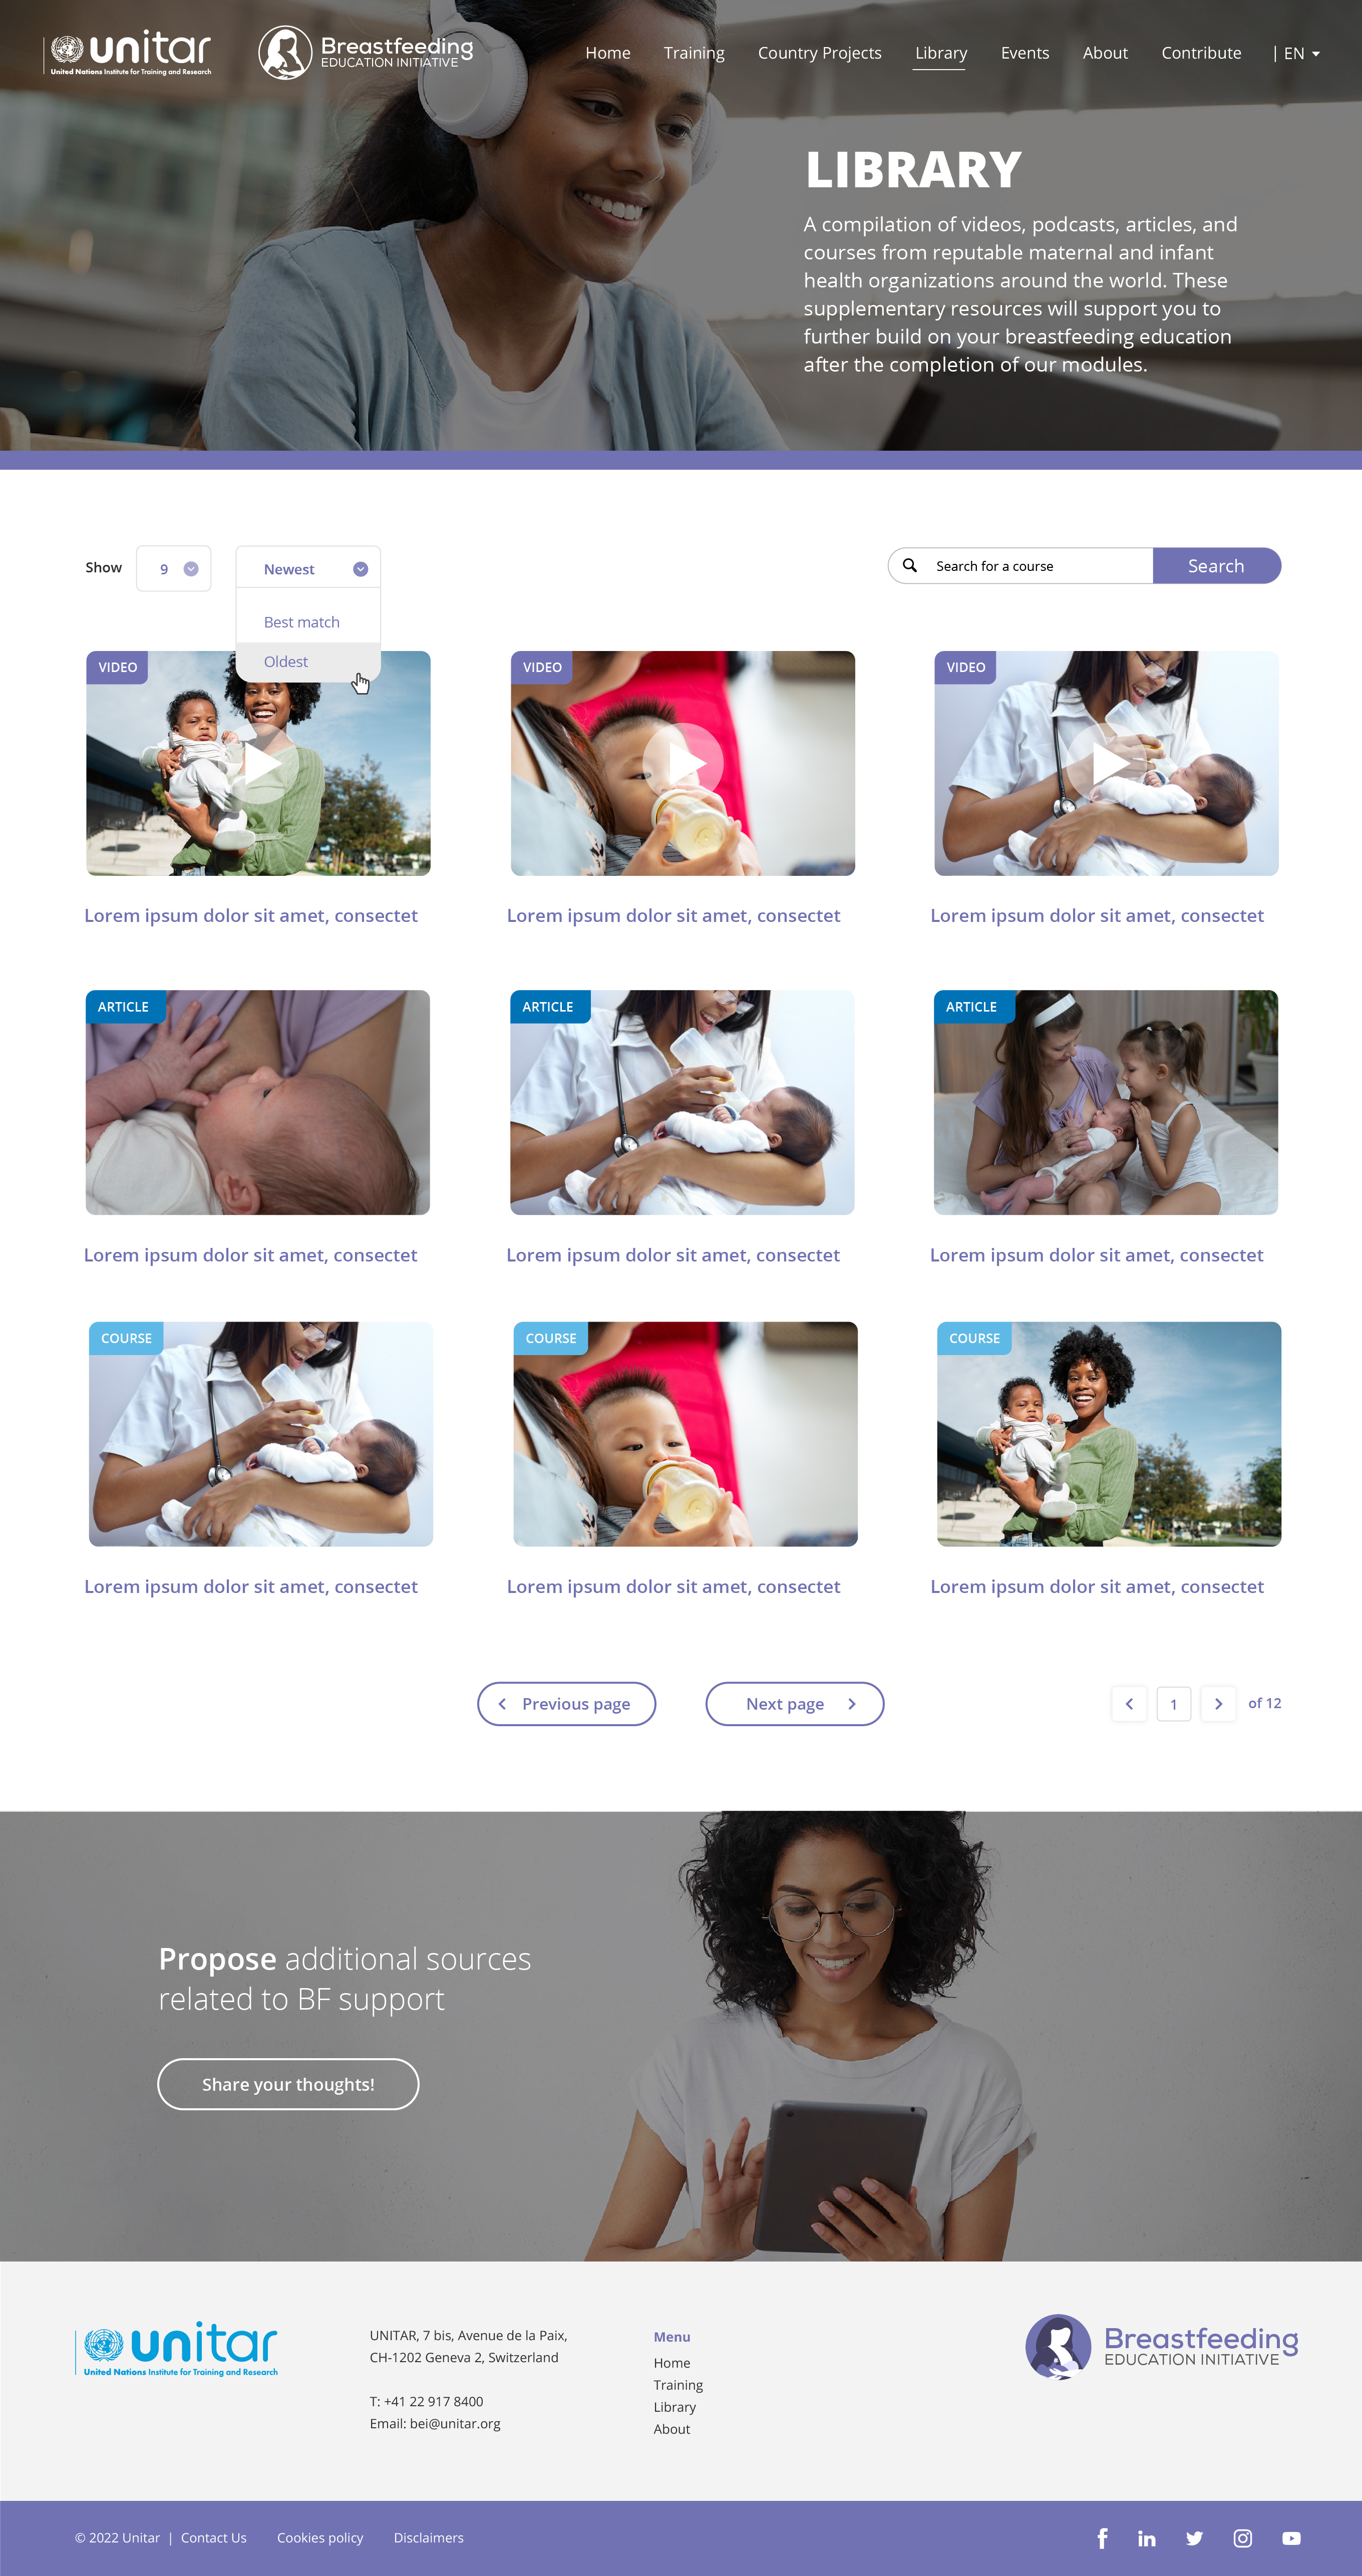 unitar
United Nations Institute for Training and Research
Breastfeeding
EDUCATION INITIATIVE
Home
Training
Country Projects
Library
Events
About
Contribute
| EN
LIBRARY
A compilation of videos, podcasts, articles, and
courses from reputable maternal and infant
health organizations around the world. These
supplementary resources will support you to
further build on your breastfeeding education
after the completion of our modules.
Show
9
Newest
Best match
Oldest
Search for a course
Search
VIDEO
VIDEO
VIDEO
Lorem ipsum dolor sit amet, consectet
Lorem ipsum dolor sit amet, consectet
Lorem ipsum dolor sit amet, consectet
ARTICLE
ARTICLE
ARTICLE
Lorem ipsum dolor sit amet, consectet
Lorem ipsum dolor sit amet, consectet
Lorem ipsum dolor sit amet, consectet
COURSE
COURSE
COURSE
Lorem ipsum dolor sit amet, consectet
Lorem ipsum dolor sit amet, consectet
Lorem ipsum dolor sit amet, consectet
Previous page
Next page
1
of 12
Propose additional sources
related to BF support
Share your thoughts!
unitar
United Nations Institute for Training and Research
UNITAR, 7 bis, Avenue de la Paix,
CH-1202 Geneva 2, Switzerland
T: +41 22 917 8400
Email: bei@unitar.org
Menu
Home
Training
Library
About
Breastfeeding
EDUCATION INITIATIVE
© 2022 Unitar | Contact Us
Cookies policy
Disclaimers